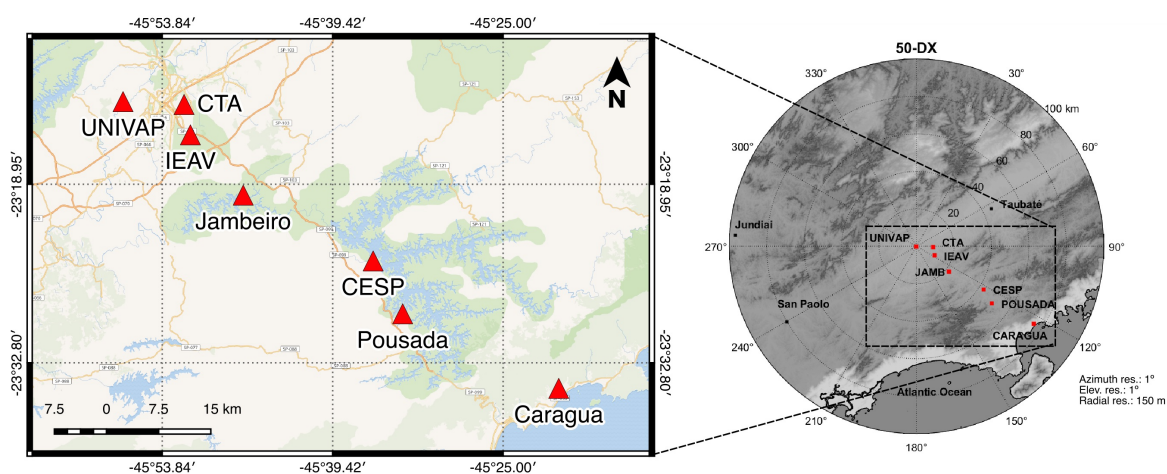 -45°53.84′
-45°39.42′
-45°25.00′
N
CTA
UNIVAP
IEAV
-23°18.95′
-23°18.95′
Jambeiro
CESP
Pousada
-23°32.80′
-23°32.80′
Caragua
7.5 0 7.5 15 km
-45°53.84′
-45°39.42′
-45°25.00′
50-DX
330°
30°
100 km
80
60
40
20
300°
60°
Taubaté
Jundiai
270°
90°
UNIVAP
CTA
IEAV
JAMB
CESP
POUSADA
San Paolo
CARAGUA
240°
120°
Atlantic Ocean
Azimuth res.: 1°
Elev. res.: 1°
Radial res.: 150 m
210°
150°
180°